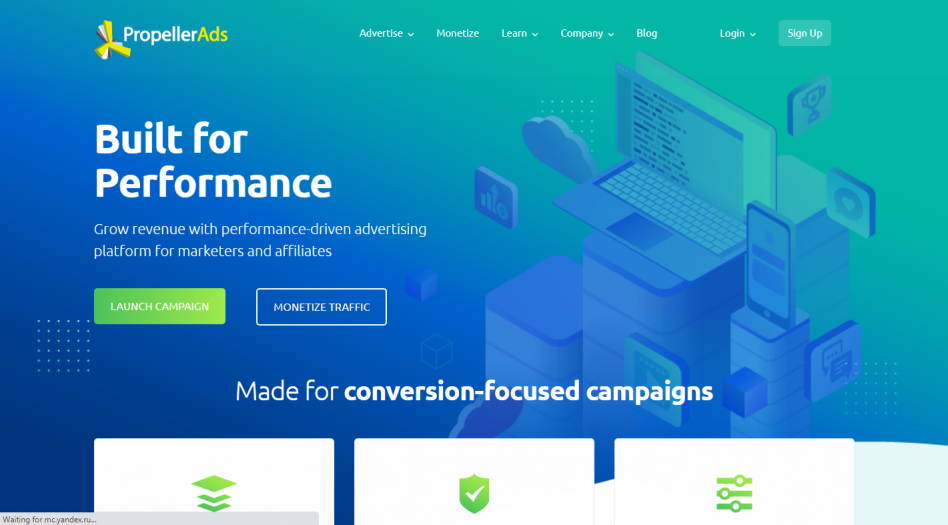 PropellerAds
Advertise
Monetize
Learn
Company
Blog
Login
Sign Up
Built for
Performance
Grow revenue with performance-driven advertising
platform for marketers and affiliates
LAUNCH CAMPAIGN
MONETIZE TRAFFIC
Made for conversion-focused campaigns
Waiting for mc.yandex.ru...